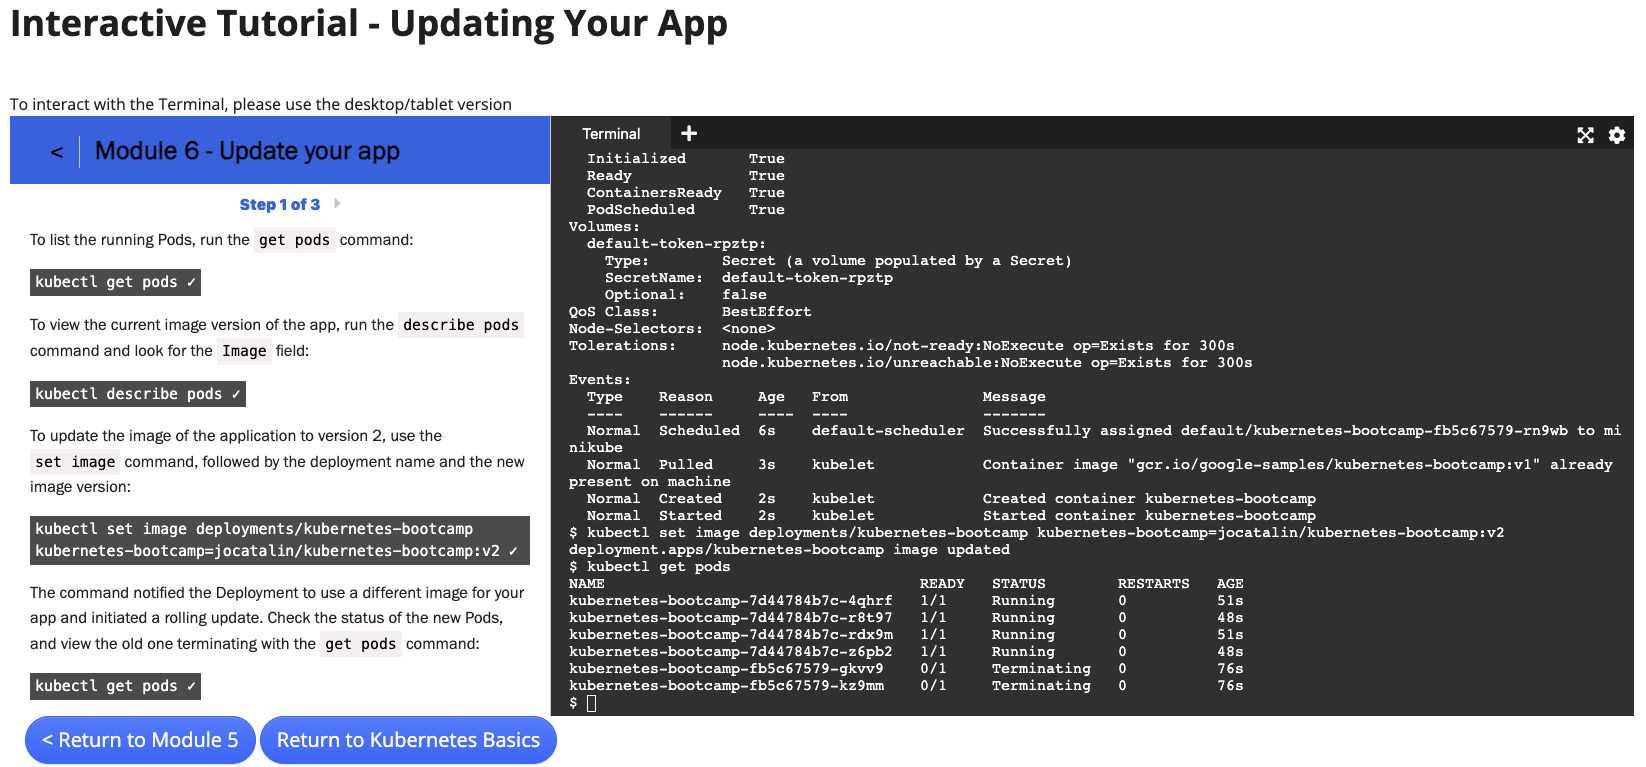 Interactive Tutorial - Updating Your App
To interact with the Terminal, please use the desktop/tablet version
< Module 6 - Update your app
Step 1 of 3
To list the running Pods, run the get pods command:
kubectl get pods ✓
To view the current image version of the app, run the describe pods
command and look for the Image field:
kubectl describe pods ✓
To update the image of the application to version 2, use the
set image command, followed by the deployment name and the new
image version:
kubectl set image deployments/kubernetes-bootcamp
kubernetes-bootcamp=jocatalin/kubernetes-bootcamp:v2 ✓
The command notified the Deployment to use a different image for your
app and initiated a rolling update. Check the status of the new Pods,
and view the old one terminating with the get pods command:
kubectl get pods ✓
Terminal +
Initialized True
Ready True
ContainersReady True
PodScheduled True
Volumes:
default-token-rpztp:
Type: Secret (a volume populated by a Secret)
SecretName: default-token-rpztp
Optional: false
QoS Class: BestEffort
Node-Selectors: <none>
Tolerations: node.kubernetes.io/not-ready:NoExecute op=Exists for 300s
node.kubernetes.io/unreachable:NoExecute op=Exists for 300s
Events:
Type Reason Age From Message
---- ------ ---- ---- -------
Normal Scheduled 6s default-scheduler Successfully assigned default/kubernetes-bootcamp-fb5c67579-rn9wb to mi
nikube
Normal Pulled 3s kubelet Container image "gcr.io/google-samples/kubernetes-bootcamp:v1" already
present on machine
Normal Created 2s kubelet Created container kubernetes-bootcamp
Normal Started 2s kubelet Started container kubernetes-bootcamp
$ kubectl set image deployments/kubernetes-bootcamp kubernetes-bootcamp=jocatalin/kubernetes-bootcamp:v2
deployment.apps/kubernetes-bootcamp image updated
$ kubectl get pods
NAME READY STATUS RESTARTS AGE
kubernetes-bootcamp-7d44784b7c-4qhrf 1/1 Running 0 51s
kubernetes-bootcamp-7d44784b7c-r8t97 1/1 Running 0 48s
kubernetes-bootcamp-7d44784b7c-rdx9m 1/1 Running 0 51s
kubernetes-bootcamp-7d44784b7c-z6pb2 1/1 Running 0 48s
kubernetes-bootcamp-fb5c67579-gkvv9 0/1 Terminating 0 76s
kubernetes-bootcamp-fb5c67579-kz9mm 0/1 Terminating 0 76s
$
< Return to Module 5
Return to Kubernetes Basics